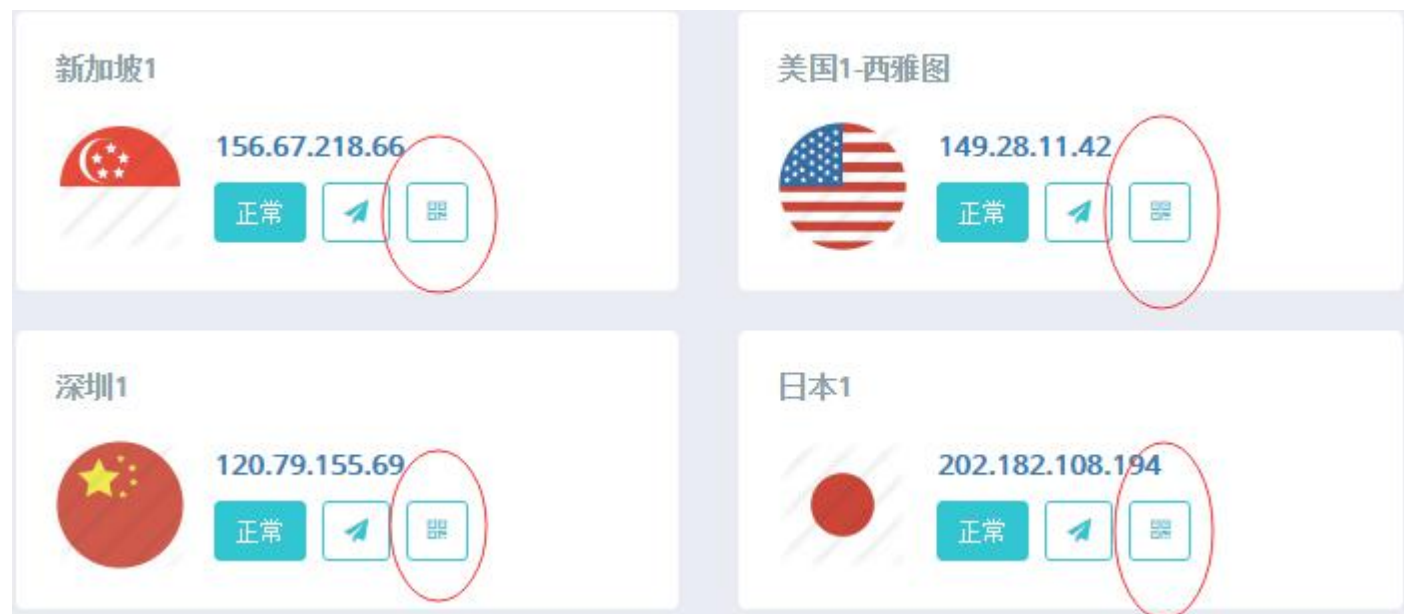 新加坡1
156.67.218.66
正常
美国1-西雅图
149.28.11.42
正常
深圳1
120.79.155.69
正常
日本1
202.182.108.194
正常